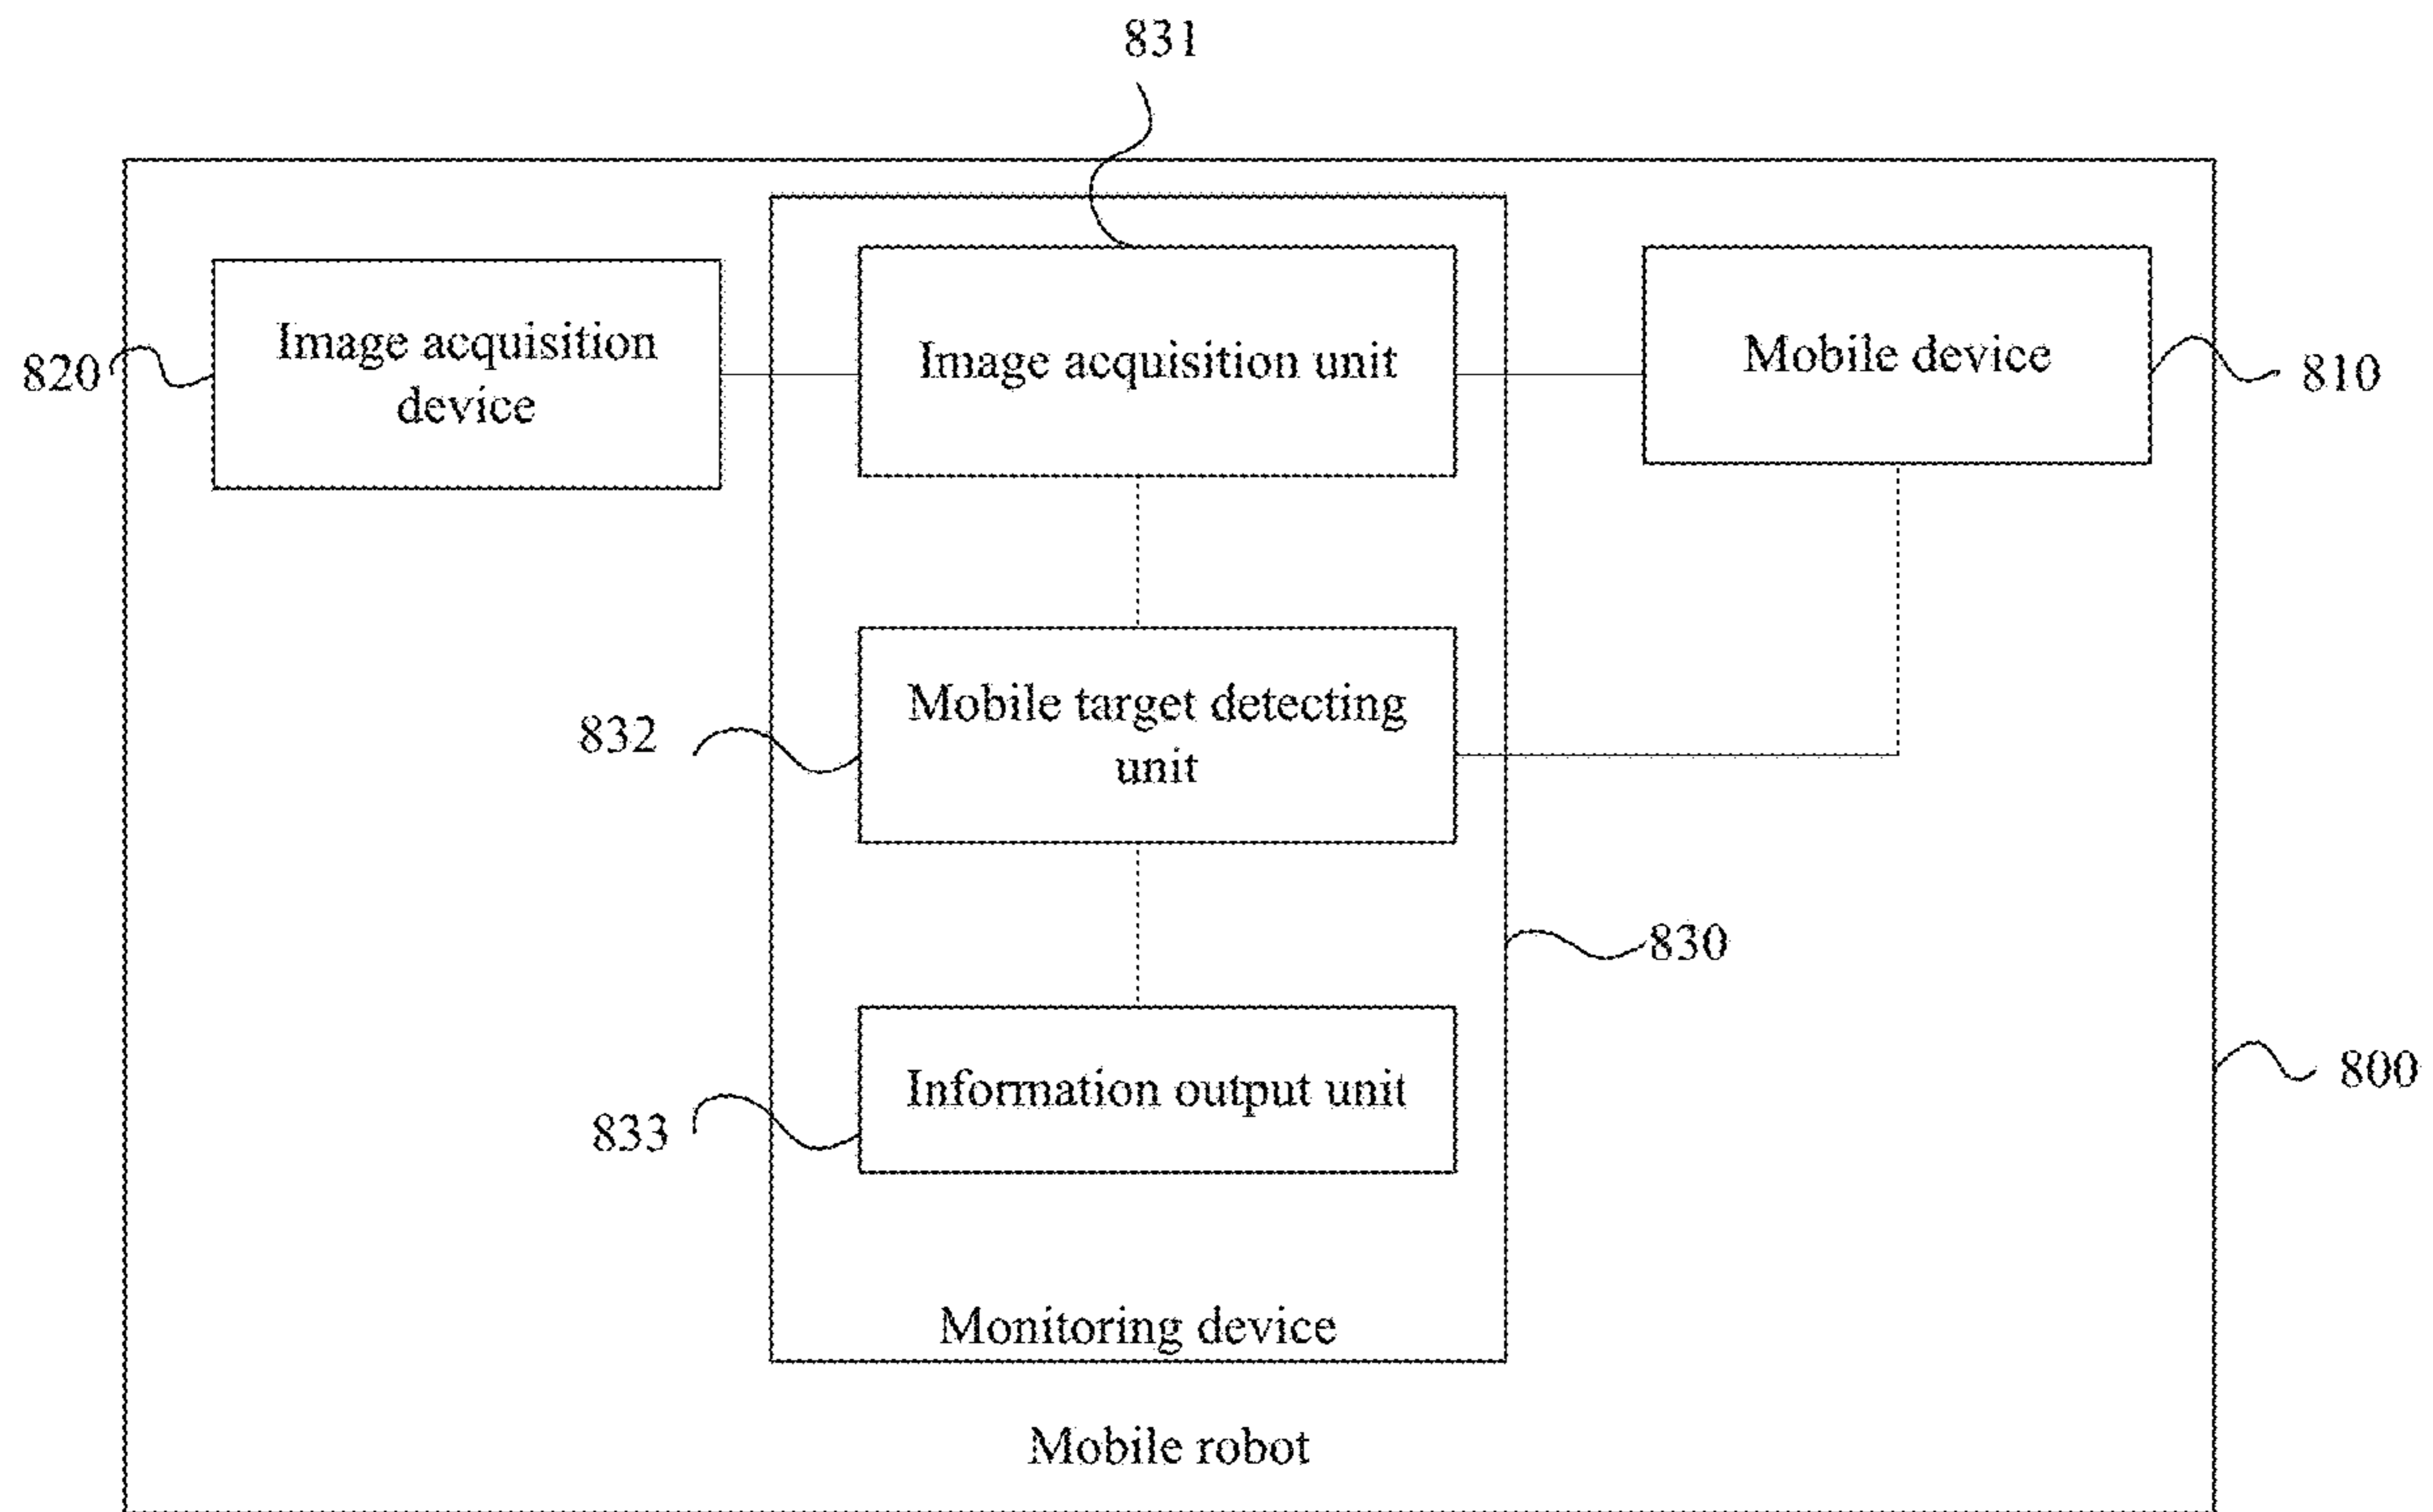 831
Image acquisition
device
820
Image acquisition unit
Mobile device
810
Mobile target detecting
unit
832
830
Information output unit
833
800
Monitoring device
Mobile robot